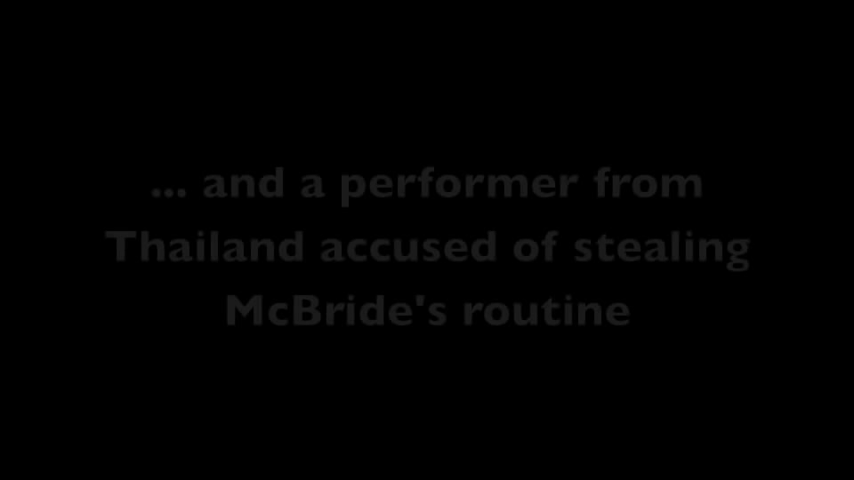 ... and a performer from
Thailand accused of stealing
McBride's routine